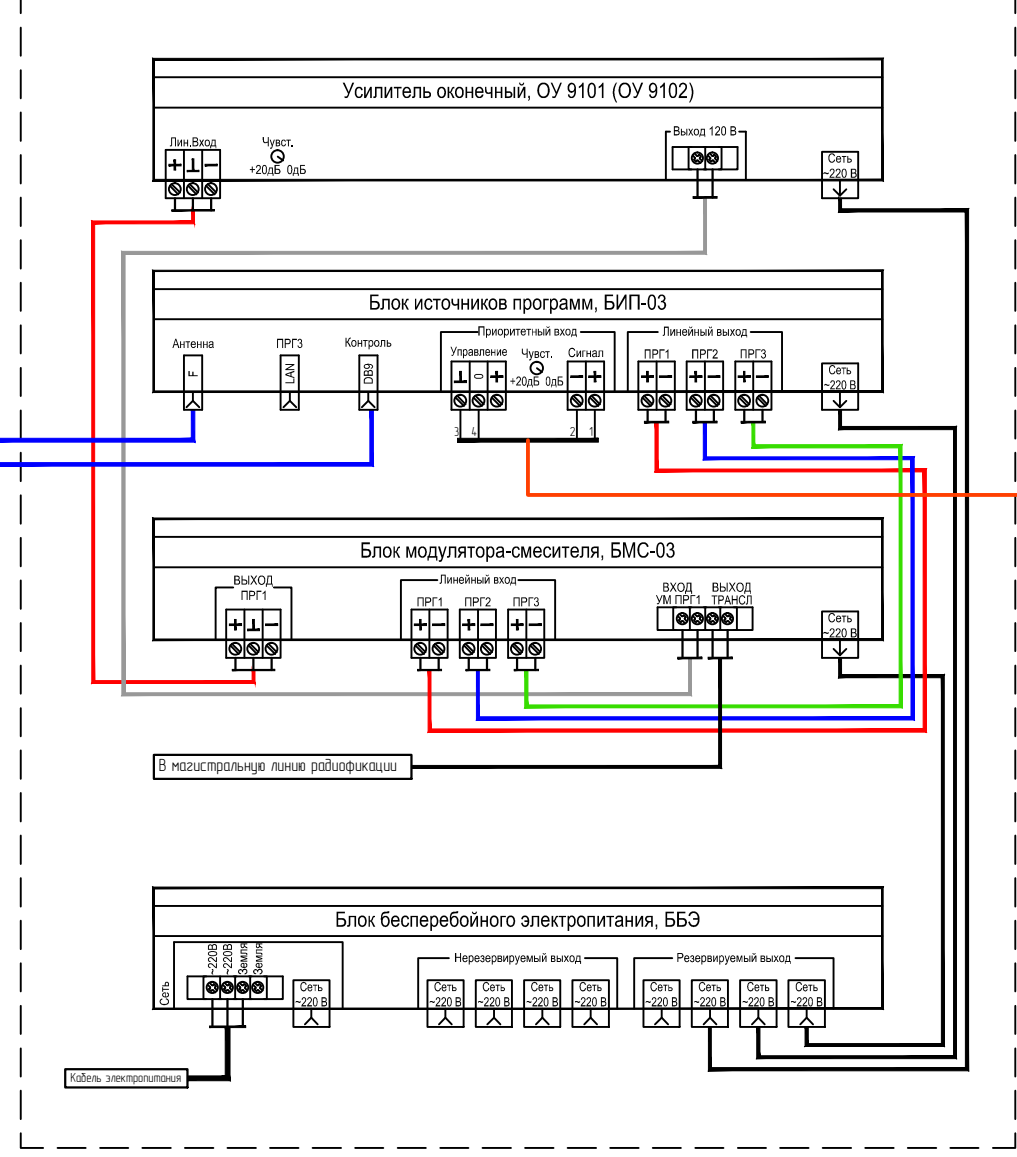 Усилитель оконечный, ОУ 9101 (ОУ 9102)
Лин.Вход
Чувст.
+20дБ 0дБ
Выход 120 В
Сеть
~220 В
+ ⊥ −
Блок источников программ, БИП-03
Антенна
F
ПРГ3
LAN
Контроль
DB9
Приоритетный вход
Управление
Чувст.
Сигнал
⊥ 0 +
+20дБ 0дБ
− +
3 4
2 1
Линейный выход
ПРГ1 ПРГ2 ПРГ3
+ − + − + −
Сеть
~220 В
Блок модулятора-смесителя, БМС-03
ВЫХОД
ПРГ1
+ ⊥ −
Линейный вход
ПРГ1 ПРГ2 ПРГ3
+ − + − + −
ВХОД
УМ ПРГ1
ВЫХОД
ТРАНСЛ
Сеть
~220 В
В магистральную линию радиофикации
Блок бесперебойного электропитания, ББЭ
Сеть
~220В
~220В
Земля
Земля
Сеть
~220 В
Нерезервируемый выход
Сеть Сеть Сеть Сеть
~220 В ~220 В ~220 В ~220 В
Резервируемый выход
Сеть Сеть Сеть Сеть
~220 В ~220 В ~220 В ~220 В
Кабель электропитания